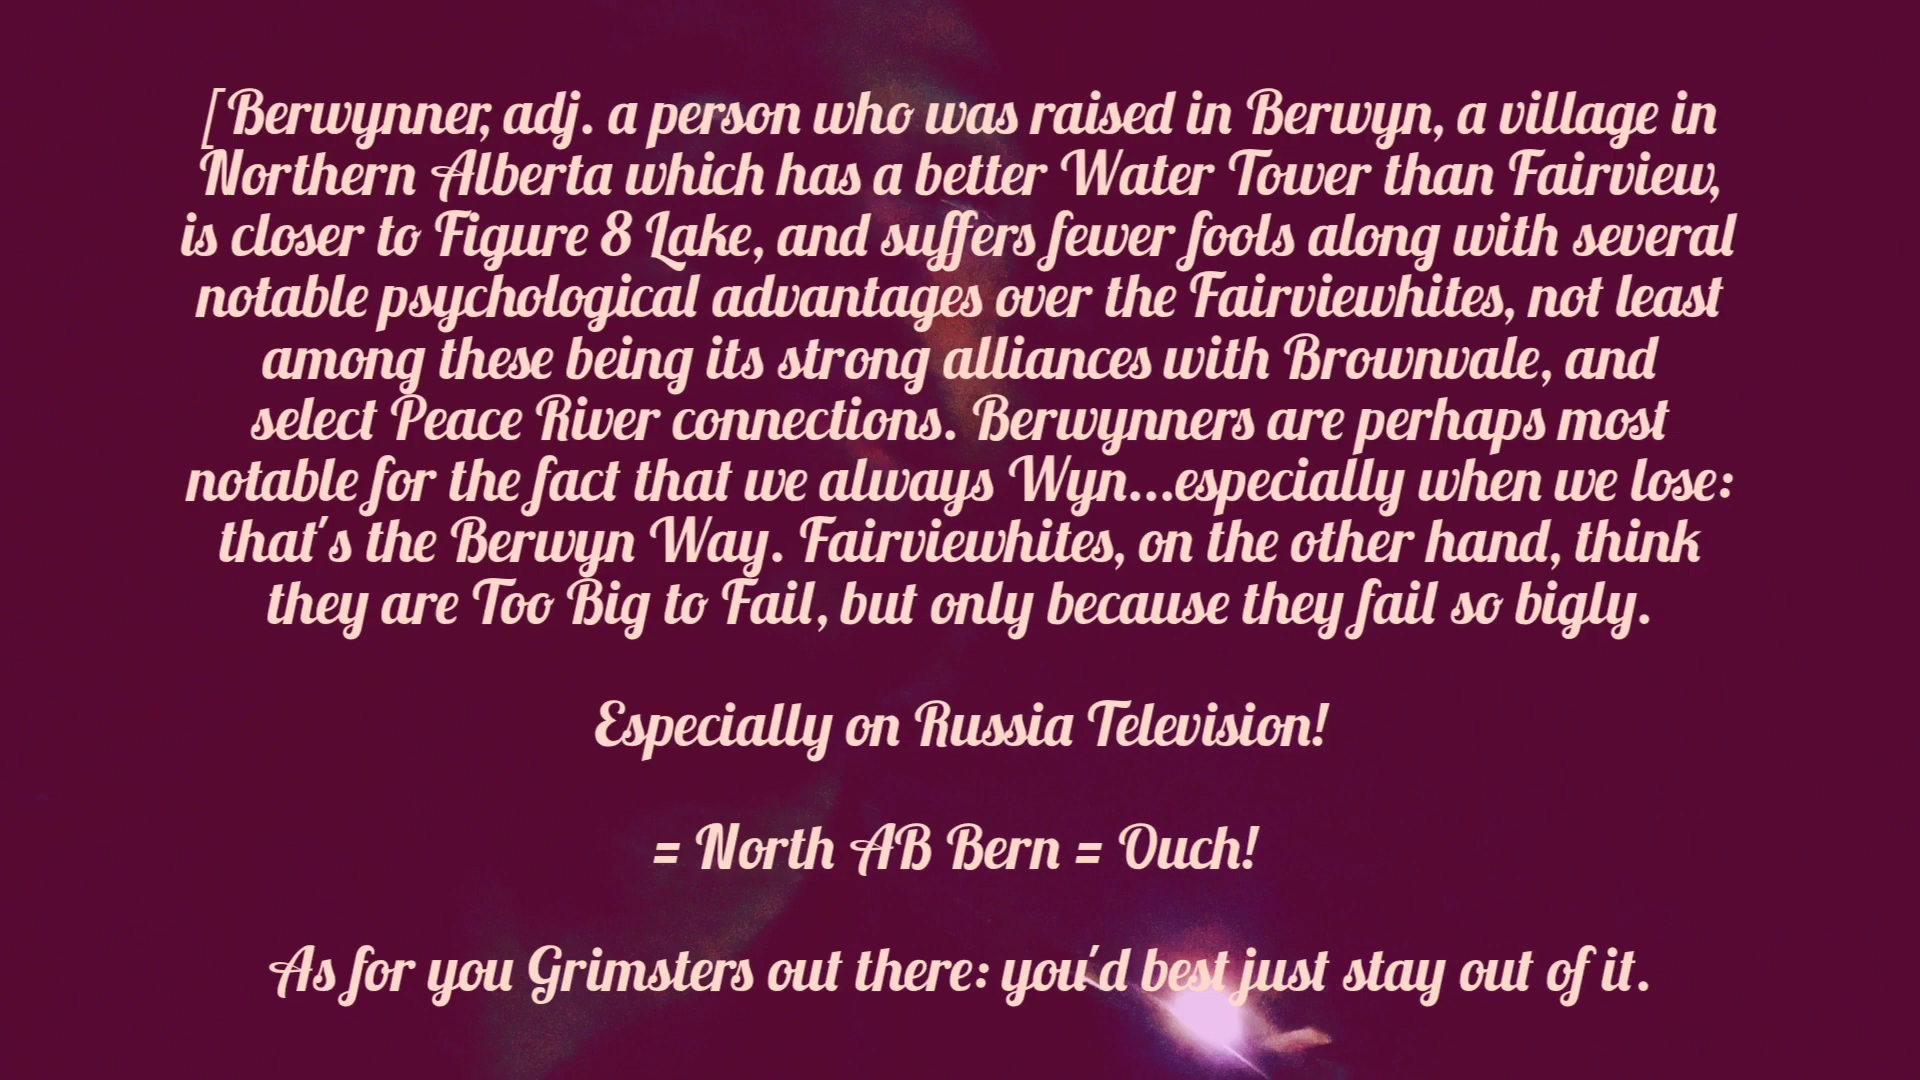 [Berwynner, adj. a person who was raised in Berwyn, a village in
Northern Alberta which has a better Water Tower than Fairview,
is closer to Figure 8 Lake, and suffers fewer fools along with several
notable psychological advantages over the Fairviewhites, not least
among these being its strong alliances with Brownvale, and
select Peace River connections. Berwynners are perhaps most
notable for the fact that we always Wyn...especially when we lose:
that's the Berwyn Way. Fairviewhites, on the other hand, think
they are Too Big to Fail, but only because they fail so bigly.
Especially on Russia Television!
= North AB Bern = Ouch!
As for you Grimsters out there: you'd best just stay out of it.